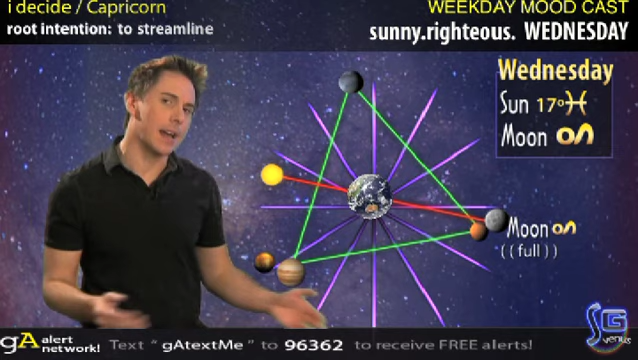 i decide / Capricorn
WEEKDAY MOOD CAST
root intention: to streamline
sunny.righteous. WEDNESDAY
Wednesday
Sun 17° ♓
Moon ♌
Moon ♌
((full))
SG
venus
gA alert network! Text “ gAtextMe ” to 96362 to receive FREE alerts!